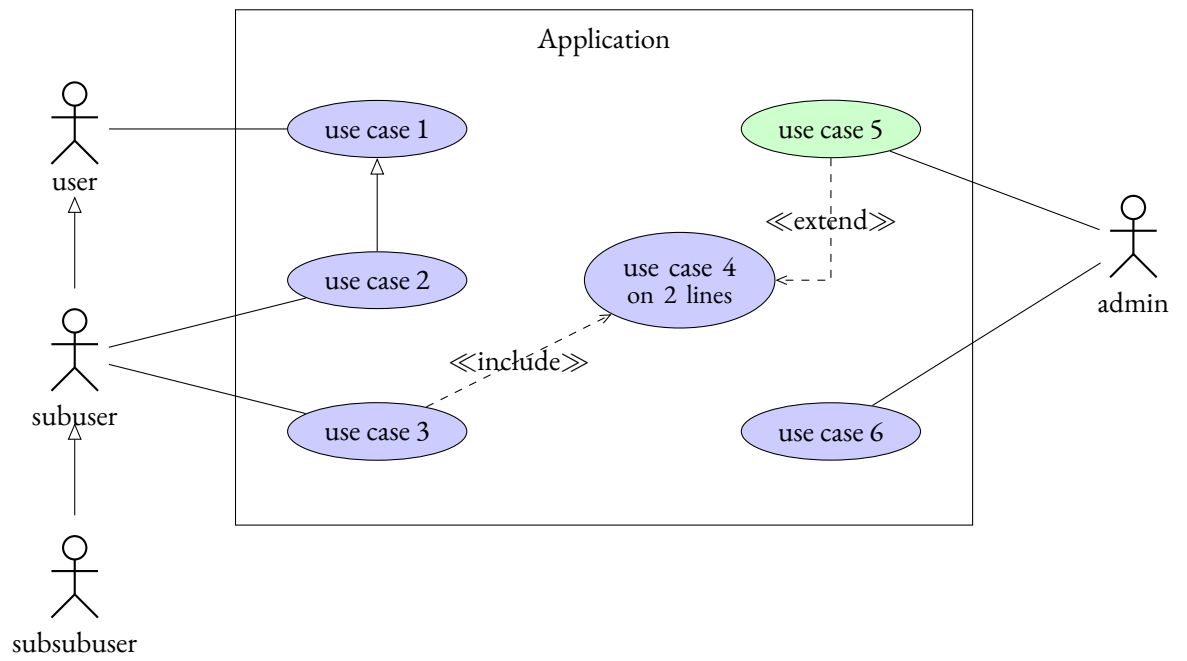 Application
user
use case 1
use case 5
≪extend≫
use case 2
use case 4
on 2 lines
admin
≪include≫
subuser
use case 3
use case 6
subsubuser